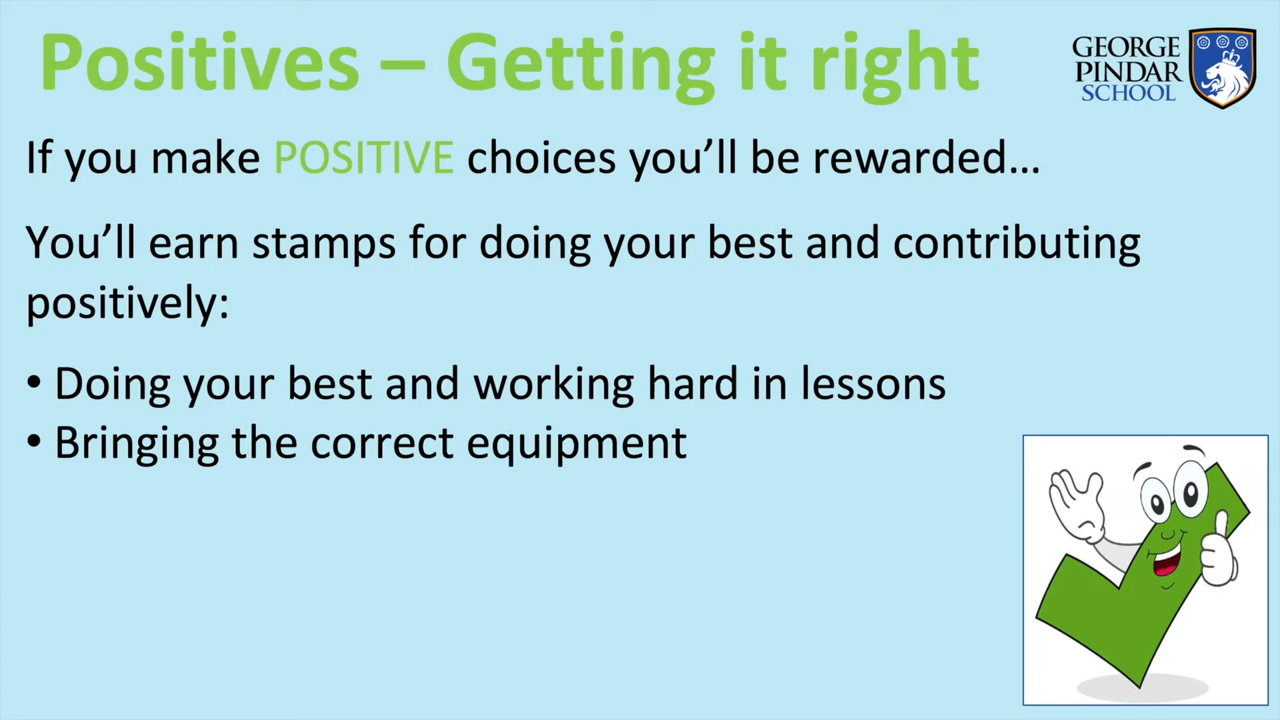 Positives – Getting it right
GEORGE
PINDAR
SCHOOL
If you make POSITIVE choices you’ll be rewarded…
You’ll earn stamps for doing your best and contributing
positively:
• Doing your best and working hard in lessons
• Bringing the correct equipment